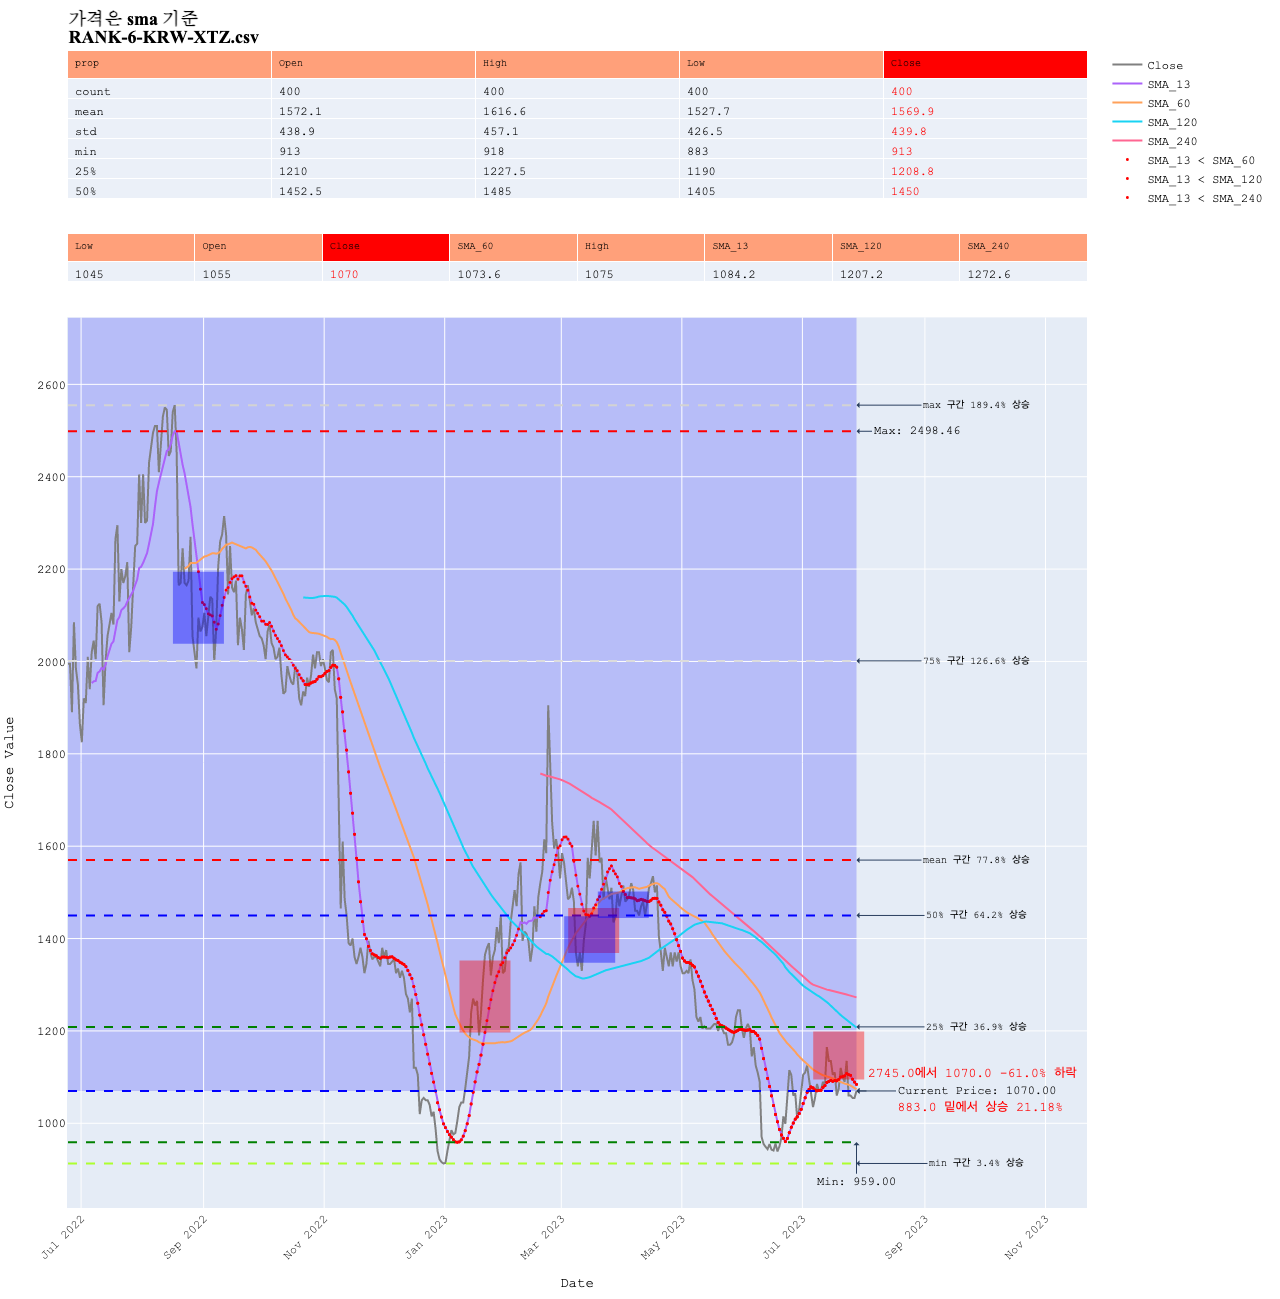 가격은 sma 기준
RANK-6-KRW-XTZ.csv
prop Open High Low Close
count 400 400 400 400
mean 1572.1 1616.6 1527.7 1569.9
std 438.9 457.1 426.5 439.8
min 913 918 883 913
25% 1210 1227.5 1190 1208.8
50% 1452.5 1485 1405 1450
Close
SMA_13
SMA_60
SMA_120
SMA_240
SMA_13 < SMA_60
SMA_13 < SMA_120
SMA_13 < SMA_240
Low Open Close SMA_60 High SMA_13 SMA_120 SMA_240
1045 1055 1070 1073.6 1075 1084.2 1207.2 1272.6
2600
2400
2200
2000
1800
1600
1400
1200
1000
Close Value
max 구간 189.4% 상승
Max: 2498.46
75% 구간 126.6% 상승
mean 구간 77.8% 상승
50% 구간 64.2% 상승
25% 구간 36.9% 상승
2745.0에서 1070.0 -61.0% 하락
Current Price: 1070.00
883.0 밑에서 상승 21.18%
min 구간 3.4% 상승
Min: 959.00
Jul 2022
Sep 2022
Nov 2022
Jan 2023
Mar 2023
May 2023
Jul 2023
Sep 2023
Nov 2023
Date